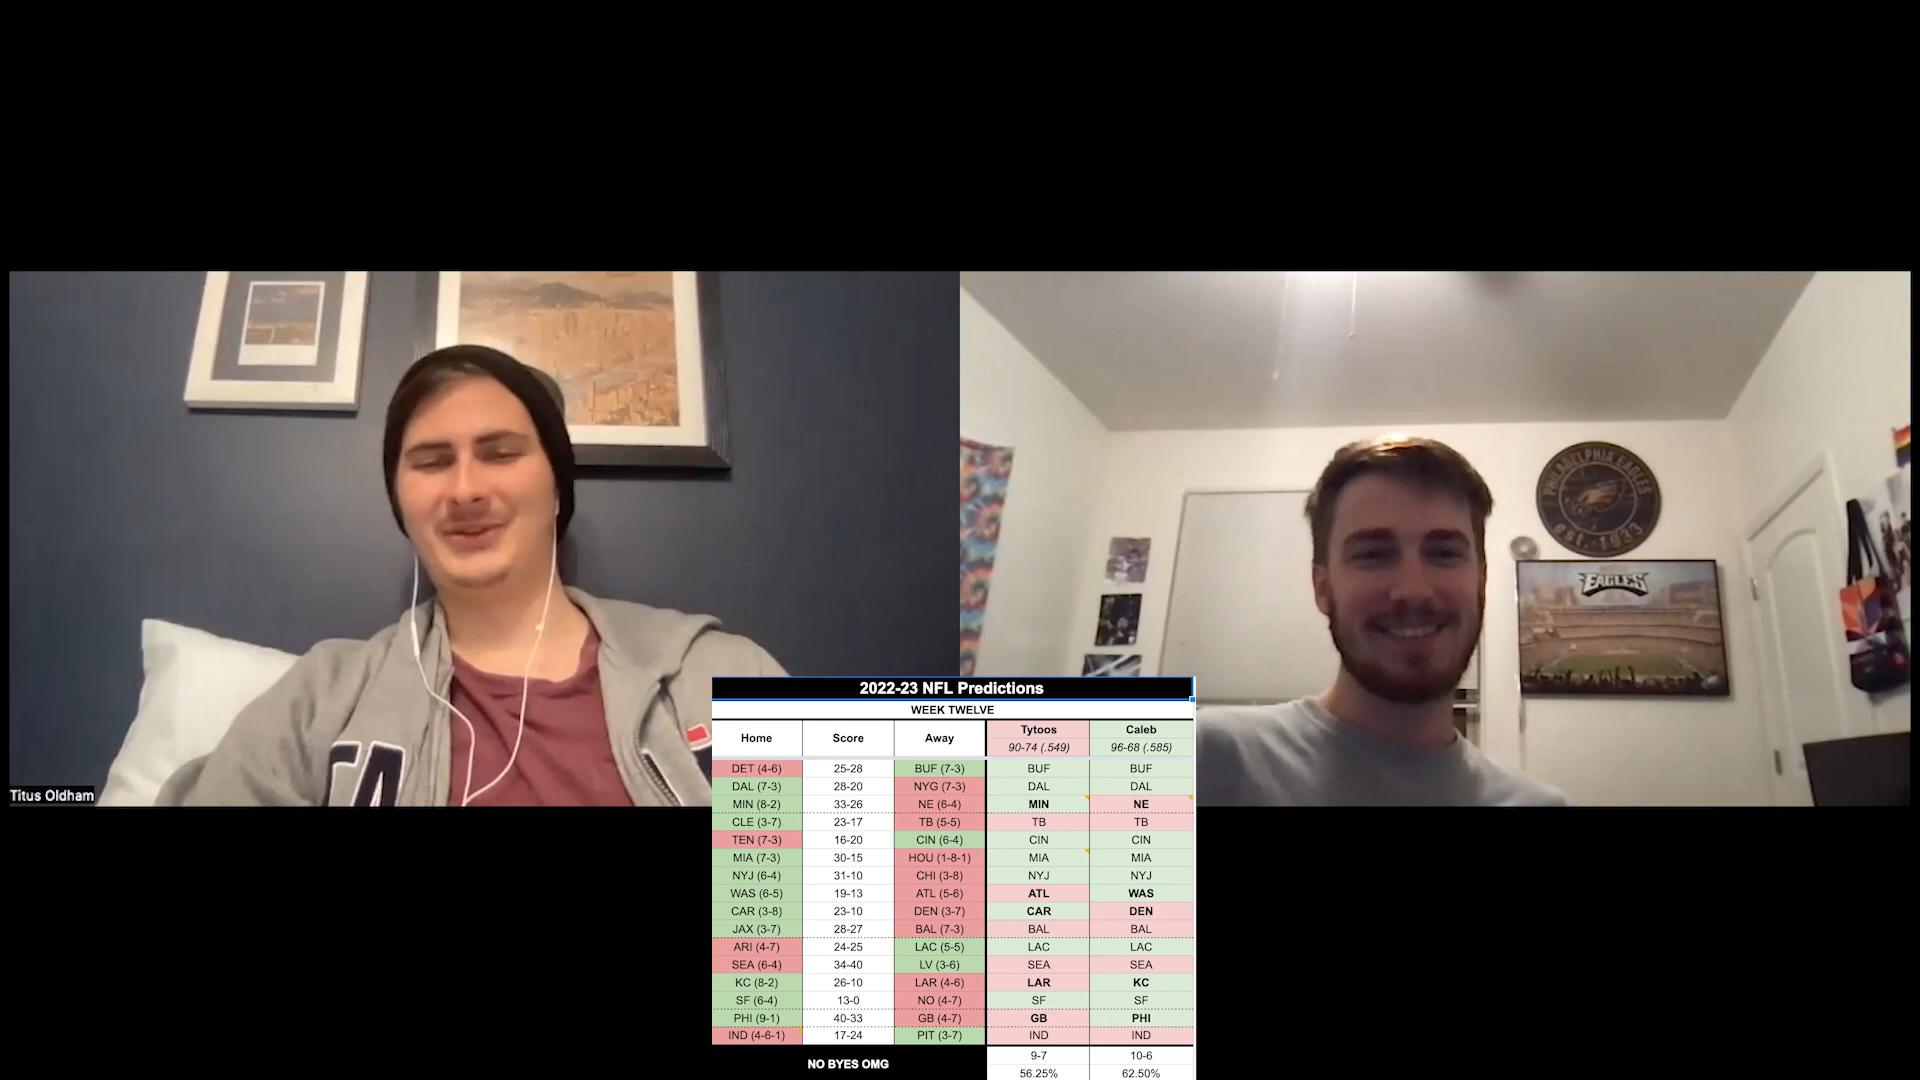 PHILADELPHIA EAGLES
est. 1933
EAGLES
Titus Oldham
2022-23 NFL Predictions
WEEK TWELVE
Home Score Away Tytoos Caleb
90-74 (.549) 96-68 (.585)
DET (4-6) 25-28 BUF (7-3) BUF BUF
DAL (7-3) 28-20 NYG (7-3) DAL DAL
MIN (8-2) 33-26 NE (6-4) MIN NE
CLE (3-7) 23-17 TB (5-5) TB TB
TEN (7-3) 16-20 CIN (6-4) CIN CIN
MIA (7-3) 30-15 HOU (1-8-1) MIA MIA
NYJ (6-4) 31-10 CHI (3-8) NYJ NYJ
WAS (6-5) 19-13 ATL (5-6) ATL WAS
CAR (3-8) 23-10 DEN (3-7) CAR DEN
JAX (3-7) 28-27 BAL (7-3) BAL BAL
ARI (4-7) 24-25 LAC (5-5) LAC LAC
SEA (6-4) 34-40 LV (3-6) SEA SEA
KC (8-2) 26-10 LAR (4-6) LAR KC
SF (6-4) 13-0 NO (4-7) SF SF
PHI (9-1) 40-33 GB (4-7) GB PHI
IND (4-6-1) 17-24 PIT (3-7) IND IND
NO BYES OMG
9-7 10-6
56.25% 62.50%